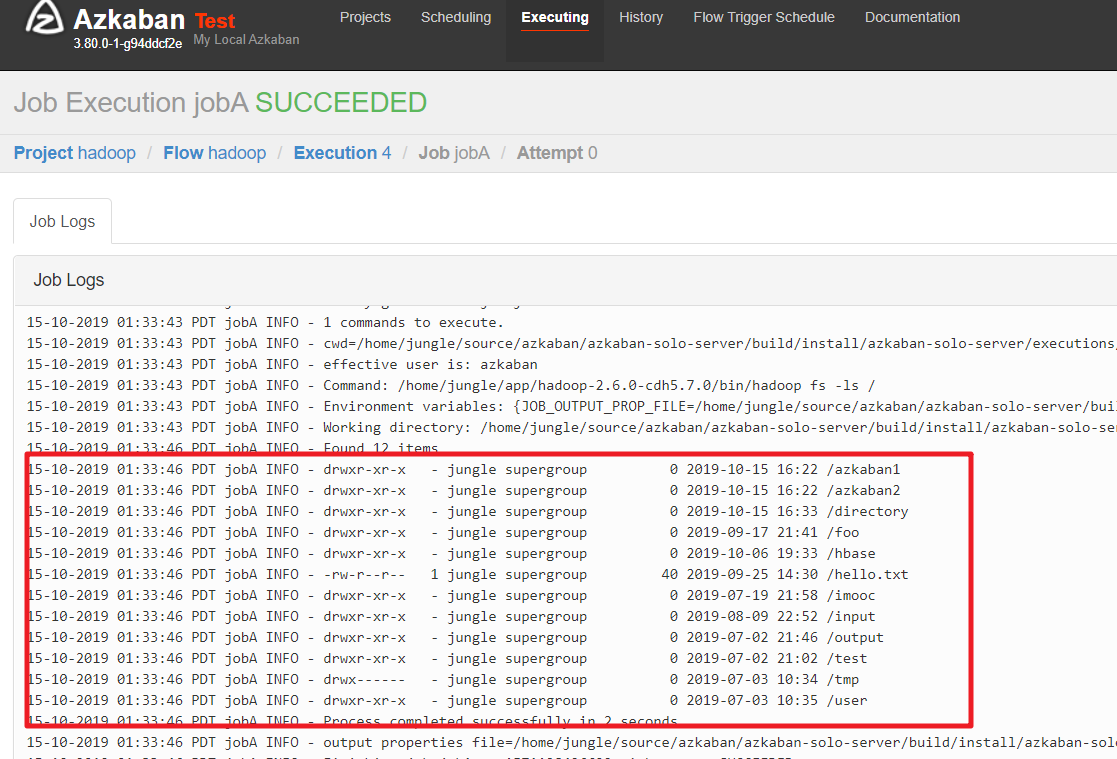 Azkaban Test
3.80.0-1-g94ddcf2e My Local Azkaban
Projects Scheduling Executing History Flow Trigger Schedule Documentation
Job Execution jobA SUCCEEDED
Project hadoop / Flow hadoop / Execution 4 / Job jobA / Attempt 0
Job Logs
Job Logs
15-10-2019 01:33:43 PDT jobA INFO - 1 commands to execute.
15-10-2019 01:33:43 PDT jobA INFO - cwd=/home/jungle/source/azkaban/azkaban-solo-server/build/install/azkaban-solo-server/executions
15-10-2019 01:33:43 PDT jobA INFO - effective user is: azkaban
15-10-2019 01:33:43 PDT jobA INFO - Command: /home/jungle/app/hadoop-2.6.0-cdh5.7.0/bin/hadoop fs -ls /
15-10-2019 01:33:43 PDT jobA INFO - Environment variables: {JOB_OUTPUT_PROP_FILE=/home/jungle/source/azkaban/azkaban-solo-server/bui
15-10-2019 01:33:43 PDT jobA INFO - Working directory: /home/jungle/source/azkaban/azkaban-solo-server/build/install/azkaban-solo-se
15-10-2019 01:33:46 PDT jobA INFO - Found 12 items
15-10-2019 01:33:46 PDT jobA INFO - drwxr-xr-x - jungle supergroup 0 2019-10-15 16:22 /azkaban1
15-10-2019 01:33:46 PDT jobA INFO - drwxr-xr-x - jungle supergroup 0 2019-10-15 16:22 /azkaban2
15-10-2019 01:33:46 PDT jobA INFO - drwxr-xr-x - jungle supergroup 0 2019-10-15 16:33 /directory
15-10-2019 01:33:46 PDT jobA INFO - drwxr-xr-x - jungle supergroup 0 2019-09-17 21:41 /foo
15-10-2019 01:33:46 PDT jobA INFO - drwxr-xr-x - jungle supergroup 0 2019-10-06 19:33 /hbase
15-10-2019 01:33:46 PDT jobA INFO - -rw-r--r-- 1 jungle supergroup 40 2019-09-25 14:30 /hello.txt
15-10-2019 01:33:46 PDT jobA INFO - drwxr-xr-x - jungle supergroup 0 2019-07-19 21:58 /imooc
15-10-2019 01:33:46 PDT jobA INFO - drwxr-xr-x - jungle supergroup 0 2019-08-09 22:52 /input
15-10-2019 01:33:46 PDT jobA INFO - drwxr-xr-x - jungle supergroup 0 2019-07-02 21:46 /output
15-10-2019 01:33:46 PDT jobA INFO - drwxr-xr-x - jungle supergroup 0 2019-07-02 21:02 /test
15-10-2019 01:33:46 PDT jobA INFO - drwx------ - jungle supergroup 0 2019-07-03 10:34 /tmp
15-10-2019 01:33:46 PDT jobA INFO - drwxr-xr-x - jungle supergroup 0 2019-07-03 10:35 /user
15-10-2019 01:33:46 PDT jobA INFO - Process completed successfully in 2 seconds
15-10-2019 01:33:46 PDT jobA INFO - output properties file=/home/jungle/source/azkaban/azkaban-solo-server/build/install/azkaban-sol